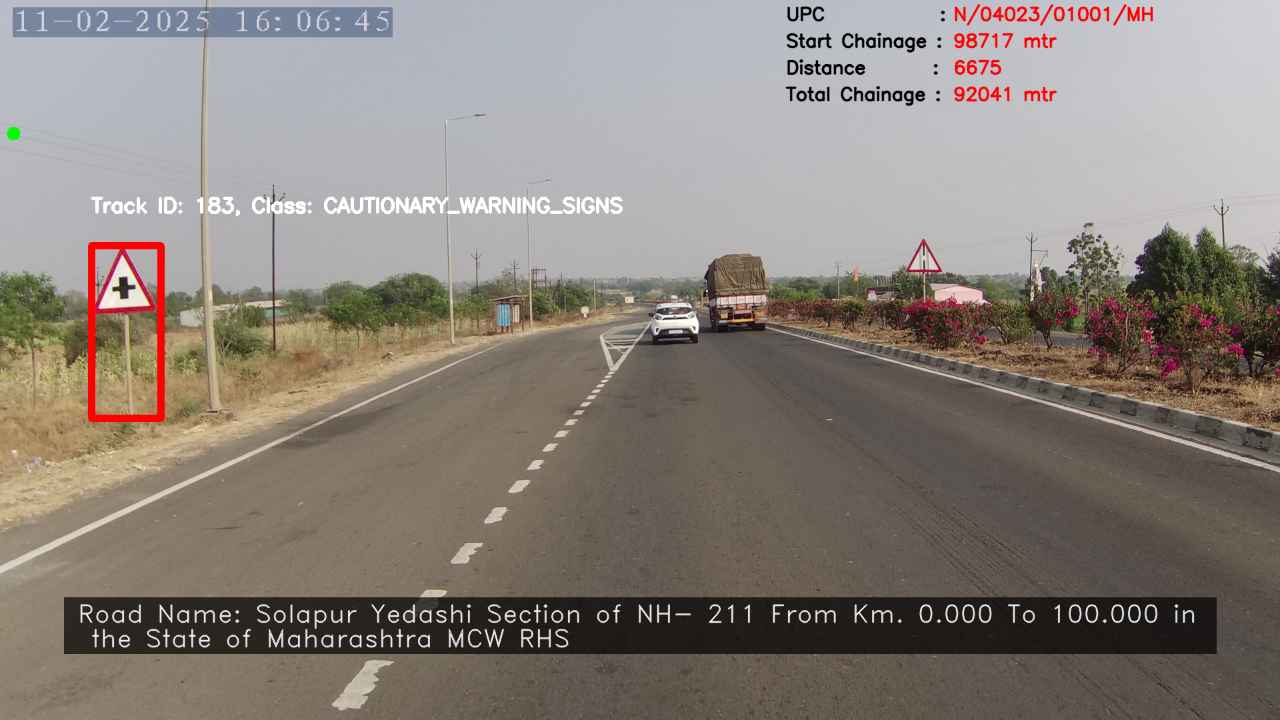 11-02-2025 16:06:45
UPC : N/04023/01001/MH
Start Chainage : 98717 mtr
Distance : 6675
Total Chainage : 92041 mtr
Track ID: 183, Class: CAUTIONARY_WARNING_SIGNS
Road Name: Solapur Yedashi Section of NH- 211 From Km. 0.000 To 100.000 in
the State of Maharashtra MCW RHS